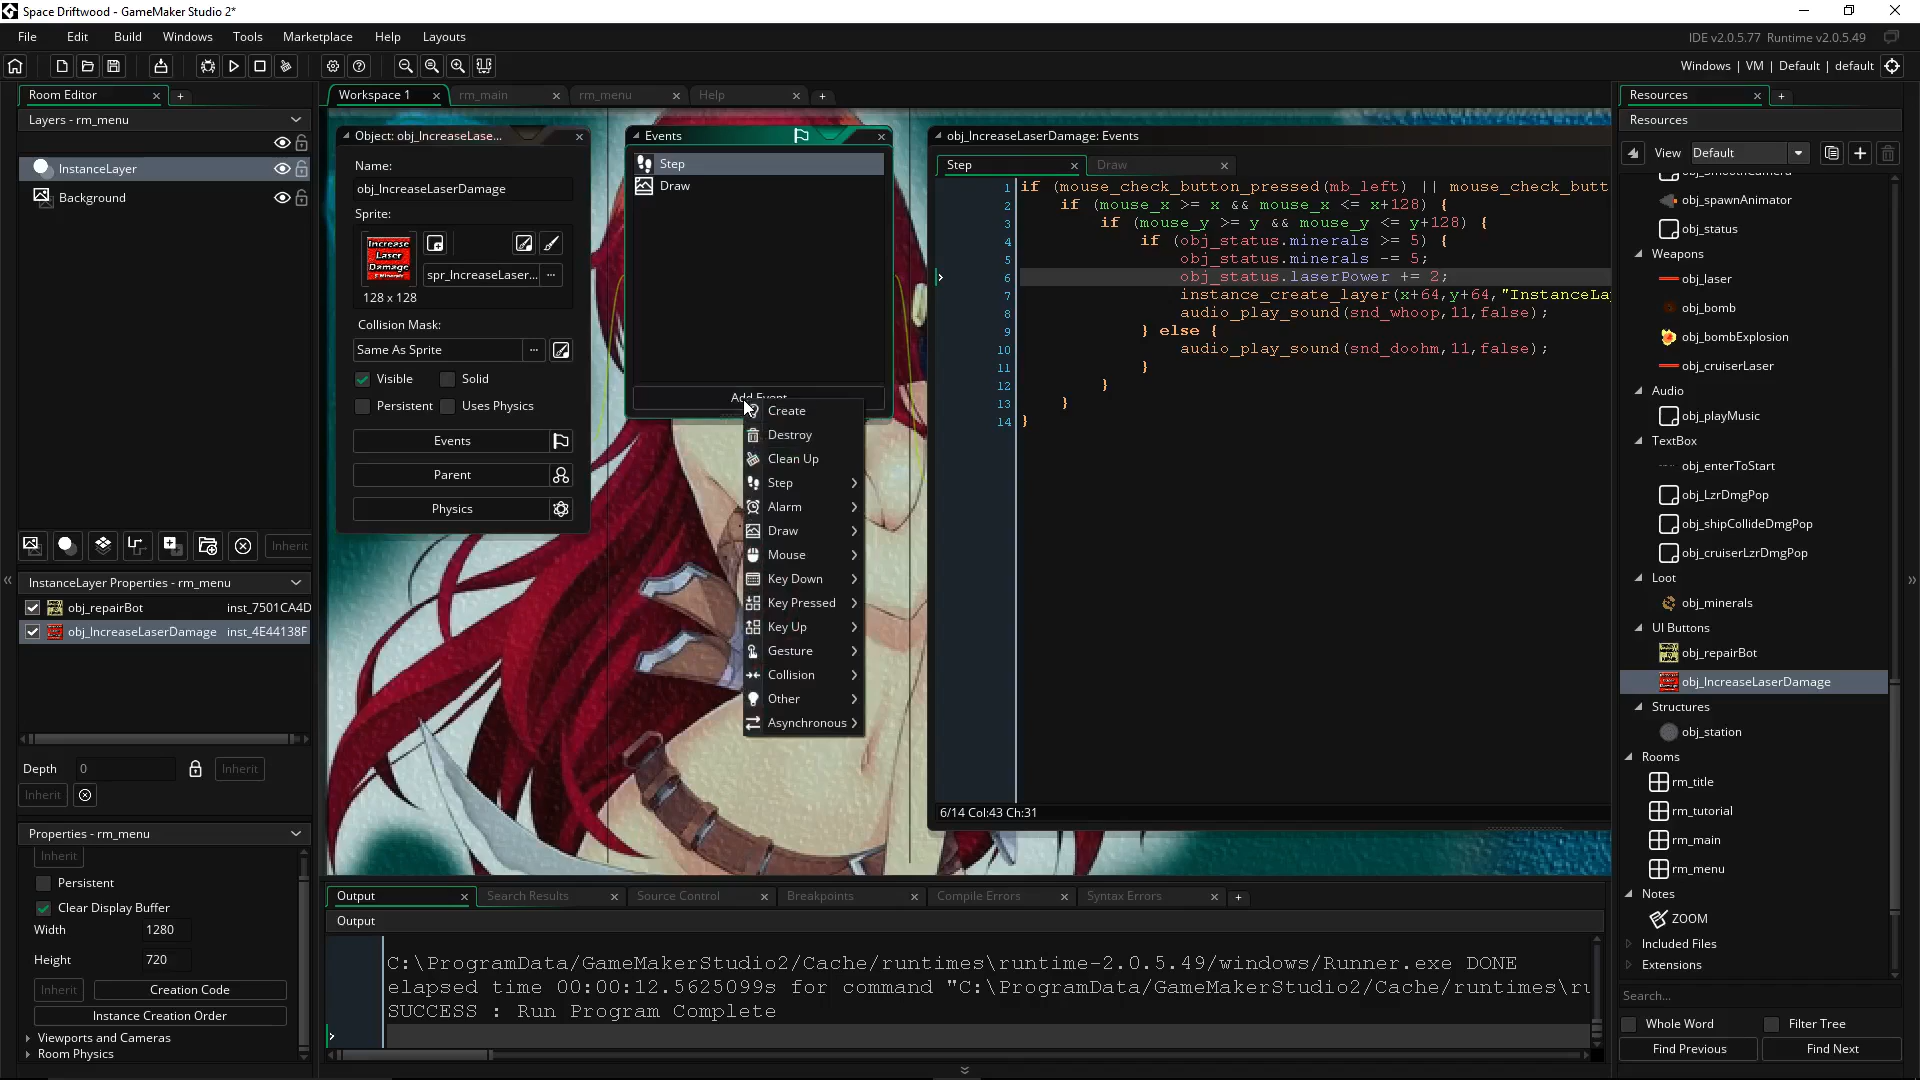 Space Driftwood - GameMaker Studio 2*
File Edit Build Windows Tools Marketplace Help Layouts
IDE v2.0.5.77 Runtime v2.0.5.49
Windows | VM | Default | default
Room Editor
Layers - rm_menu
InstanceLayer
Background
Inherit
InstanceLayer Properties - rm_menu
obj_repairBot inst_7501CA4D
obj_IncreaseLaserDamage inst_4E44138F
Depth 0 Inherit
Inherit
Properties - rm_menu
Inherit
Persistent
Clear Display Buffer
Width 1280
Height 720
Inherit Creation Code
Instance Creation Order
Viewports and Cameras
Room Physics
Workspace 1 rm_main rm_menu Help
Object: obj_IncreaseLase...
Name:
obj_IncreaseLaserDamage
Sprite:
Increase
Laser
Damage
spr_IncreaseLaser...
128 x 128
Collision Mask:
Same As Sprite
Visible Solid
Persistent Uses Physics
Events
Parent
Physics
Events
Step
Draw
Add Event
Create
Destroy
Clean Up
Step
Alarm
Draw
Mouse
Key Down
Key Pressed
Key Up
Gesture
Collision
Other
Asynchronous
obj_IncreaseLaserDamage: Events
Step Draw
1 if (mouse_check_button_pressed(mb_left) || mouse_check_butt
2 if (mouse_x >= x && mouse_x <= x+128) {
3 if (mouse_y >= y && mouse_y <= y+128) {
4 if (obj_status.minerals >= 5) {
5 obj_status.minerals -= 5;
6 obj_status.laserPower += 2;
7 instance_create_layer(x+64,y+64,"InstanceLa
8 audio_play_sound(snd_whoop,11,false);
9 } else {
10 audio_play_sound(snd_doohm,11,false);
11 }
12 }
13 }
14 }
6/14 Col:43 Ch:31
Output Search Results Source Control Breakpoints Compile Errors Syntax Errors
Output
C:\ProgramData/GameMakerStudio2/Cache/runtimes\runtime-2.0.5.49/windows/Runner.exe DONE
elapsed time 00:00:12.5625099s for command "C:\ProgramData/GameMakerStudio2/Cache/runtimes\ru
SUCCESS : Run Program Complete
Resources
Resources
View Default
obj_spawnAnimator
obj_status
Weapons
obj_laser
obj_bomb
obj_bombExplosion
obj_cruiserLaser
Audio
obj_playMusic
TextBox
obj_enterToStart
obj_LzrDmgPop
obj_shipCollideDmgPop
obj_cruiserLzrDmgPop
Loot
obj_minerals
UI Buttons
obj_repairBot
obj_IncreaseLaserDamage
Structures
obj_station
Rooms
rm_title
rm_tutorial
rm_main
rm_menu
Notes
ZOOM
Included Files
Extensions
Search...
Whole Word Filter Tree
Find Previous Find Next